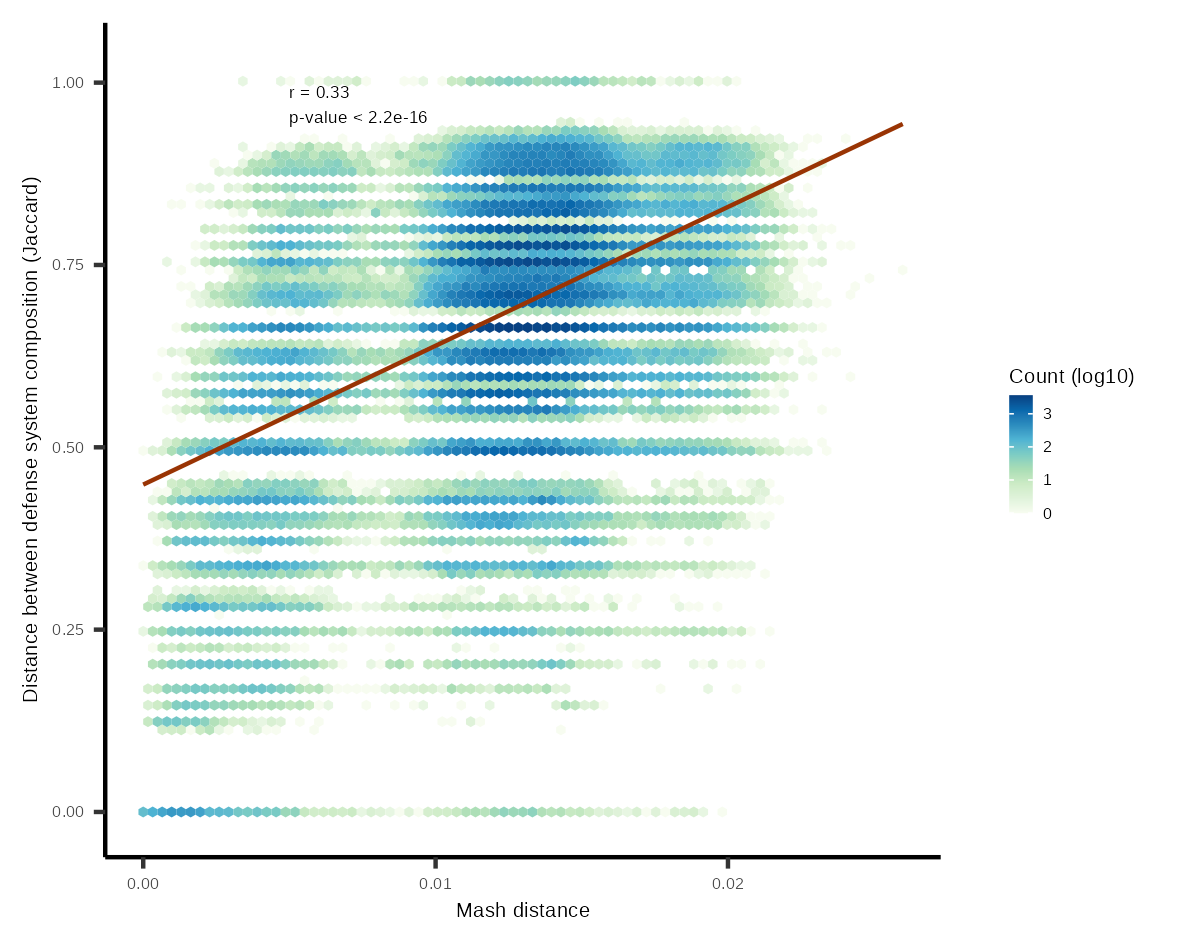 1.00
0.75
0.50
0.25
0.00
Distance between defense system composition (Jaccard)
r = 0.33
p-value < 2.2e-16
0.00
0.01
0.02
Mash distance
Count (log10)
3
2
1
0